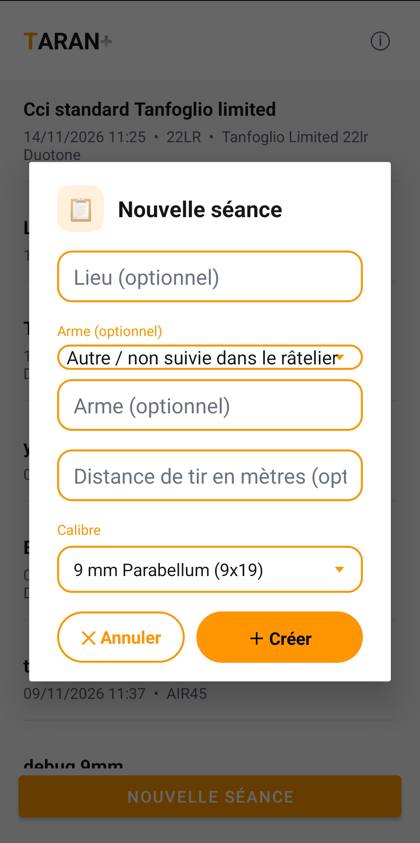 TARAN+
Cci standard Tanfoglio limited
14/11/2026 11:25 • 22LR • Tanfoglio Limited 22lr
Duotone
Nouvelle séance
Lieu (optionnel)
Arme (optionnel)
Autre / non suivie dans le râtelier
Arme (optionnel)
Distance de tir en mètres (opt
Calibre
9 mm Parabellum (9x19)
Annuler
+ Créer
09/11/2026 11:37 • AIR45
debug 9mm
NOUVELLE SÉANCE